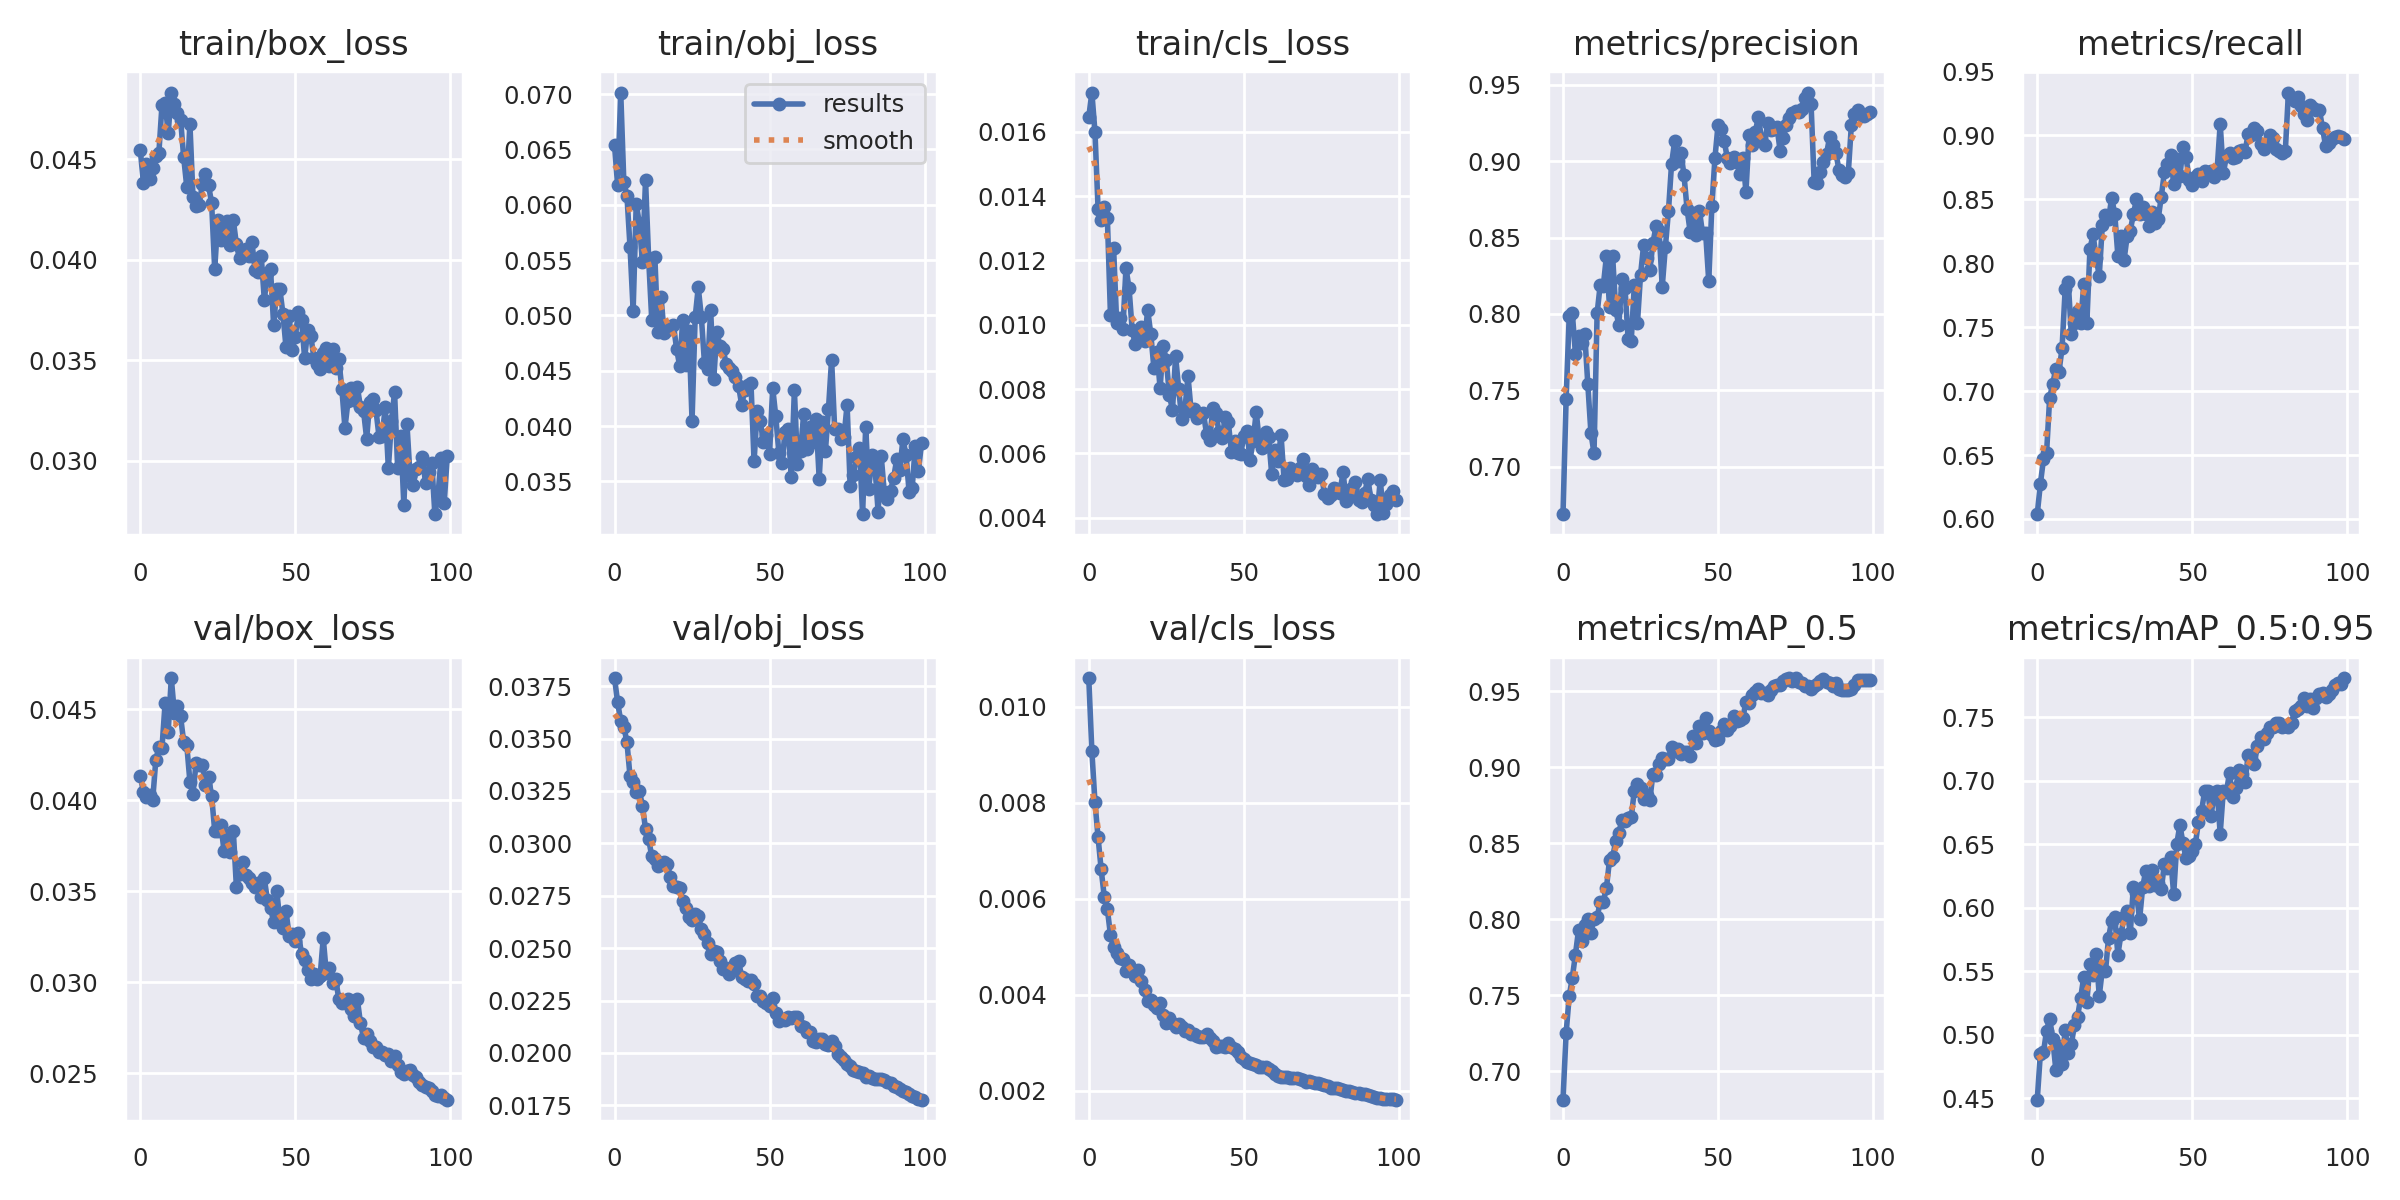 train/box_loss
train/obj_loss
train/cls_loss
metrics/precision
metrics/recall
0.045
0.040
0.035
0.030
0 50 100
0.070
0.065
0.060
0.055
0.050
0.045
0.040
0.035
results
smooth
0 50 100
0.016
0.014
0.012
0.010
0.008
0.006
0.004
0 50 100
0.95
0.90
0.85
0.80
0.75
0.70
0 50 100
0.95
0.90
0.85
0.80
0.75
0.70
0.65
0.60
0 50 100
val/box_loss
val/obj_loss
val/cls_loss
metrics/mAP_0.5
metrics/mAP_0.5:0.95
0.045
0.040
0.035
0.030
0.025
0 50 100
0.0375
0.0350
0.0325
0.0300
0.0275
0.0250
0.0225
0.0200
0.0175
0 50 100
0.010
0.008
0.006
0.004
0.002
0 50 100
0.95
0.90
0.85
0.80
0.75
0.70
0 50 100
0.75
0.70
0.65
0.60
0.55
0.50
0.45
0 50 100